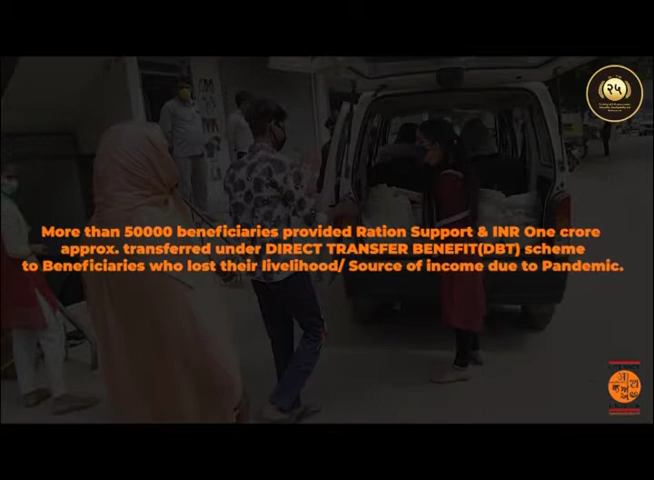 २५
More than 50000 beneficiaries provided Ration Support & INR One crore
approx. transferred under DIRECT TRANSFER BENEFIT(DBT) scheme
to Beneficiaries who lost their livelihood/ Source of income due to Pandemic.